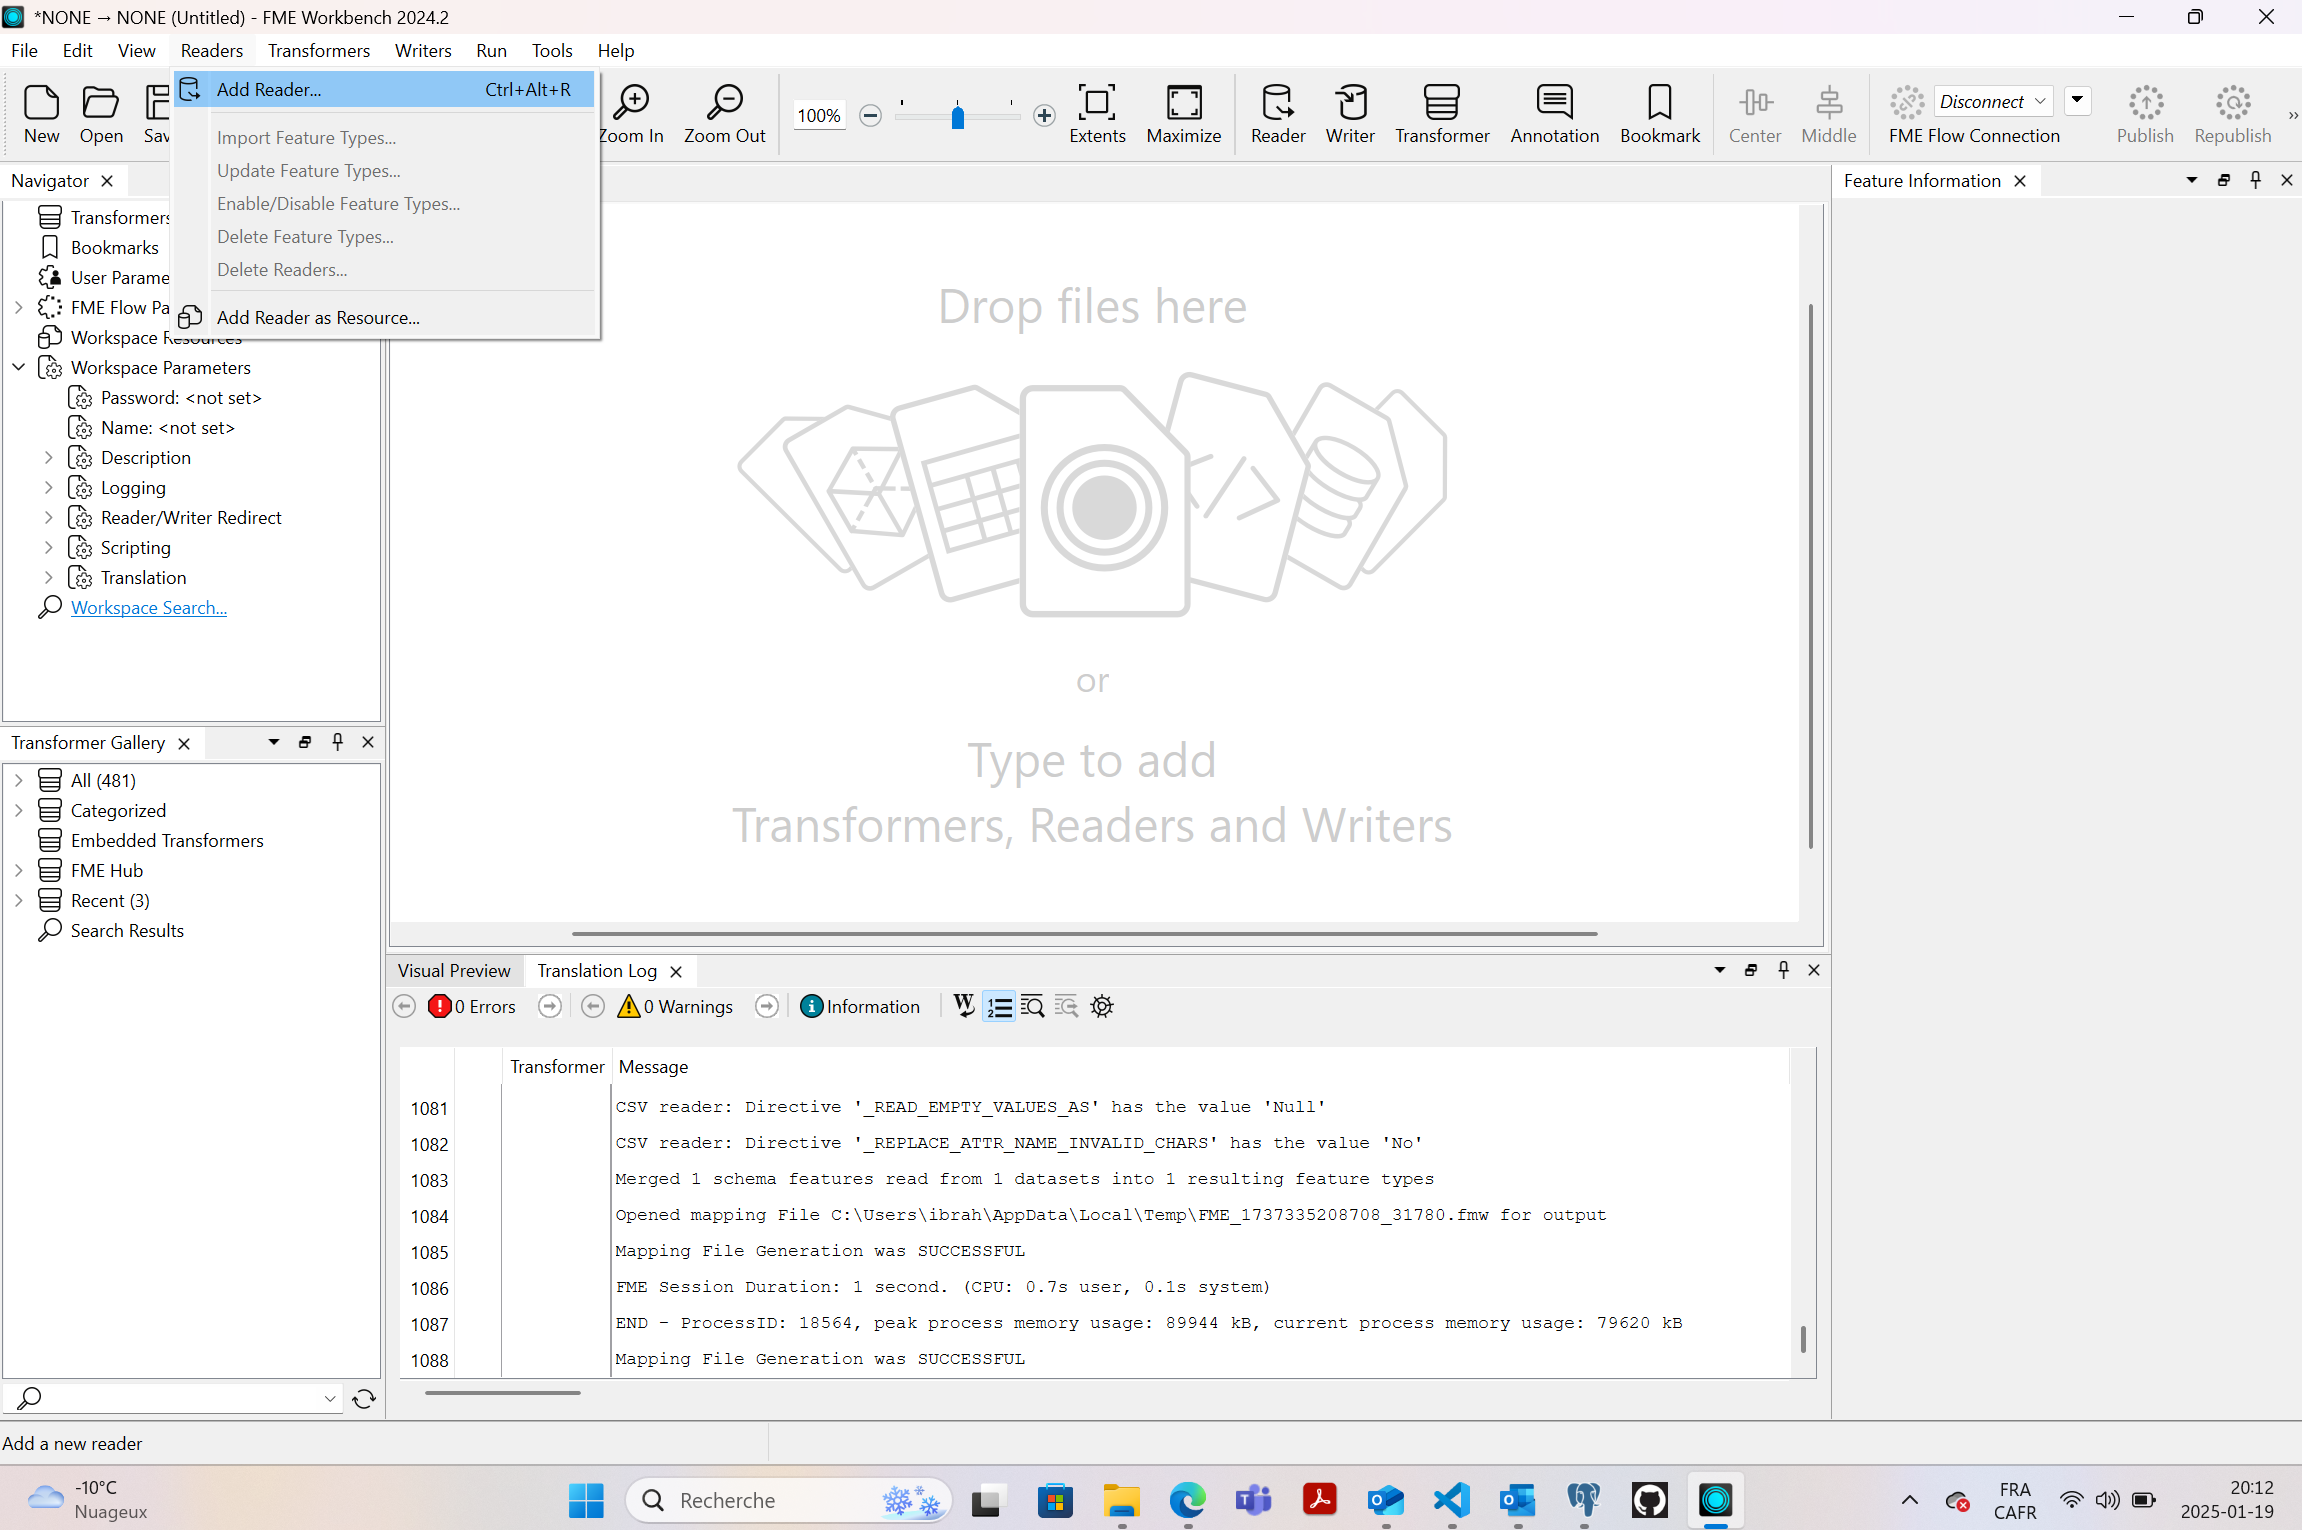 *NONE → NONE (Untitled) - FME Workbench 2024.2
File Edit View Readers Transformers Writers Run Tools Help
New Open Sav Zoom In Zoom Out 100% Extents Maximize Reader Writer Transformer Annotation Bookmark Center Middle Disconnect FME Flow Connection Publish Republish »
Add Reader... Ctrl+Alt+R
Import Feature Types...
Update Feature Types...
Enable/Disable Feature Types...
Delete Feature Types...
Delete Readers...
Add Reader as Resource...
Navigator
Transformers
Bookmarks
User Parame
FME Flow Pa
Workspace Resources
Workspace Parameters
Password: <not set>
Name: <not set>
Description
Logging
Reader/Writer Redirect
Scripting
Translation
Workspace Search...
Drop files here
or
Type to add
Transformers, Readers and Writers
Feature Information
Transformer Gallery
All (481)
Categorized
Embedded Transformers
FME Hub
Recent (3)
Search Results
Visual Preview Translation Log
0 Errors 0 Warnings Information
Transformer Message
1081 CSV reader: Directive '_READ_EMPTY_VALUES_AS' has the value 'Null'
1082 CSV reader: Directive '_REPLACE_ATTR_NAME_INVALID_CHARS' has the value 'No'
1083 Merged 1 schema features read from 1 datasets into 1 resulting feature types
1084 Opened mapping File C:\Users\ibrah\AppData\Local\Temp\FME_1737335208708_31780.fmw for output
1085 Mapping File Generation was SUCCESSFUL
1086 FME Session Duration: 1 second. (CPU: 0.7s user, 0.1s system)
1087 END - ProcessID: 18564, peak process memory usage: 89944 kB, current process memory usage: 79620 kB
1088 Mapping File Generation was SUCCESSFUL
Add a new reader
-10°C
Nuageux
Recherche
FRA
CAFR
20:12
2025-01-19